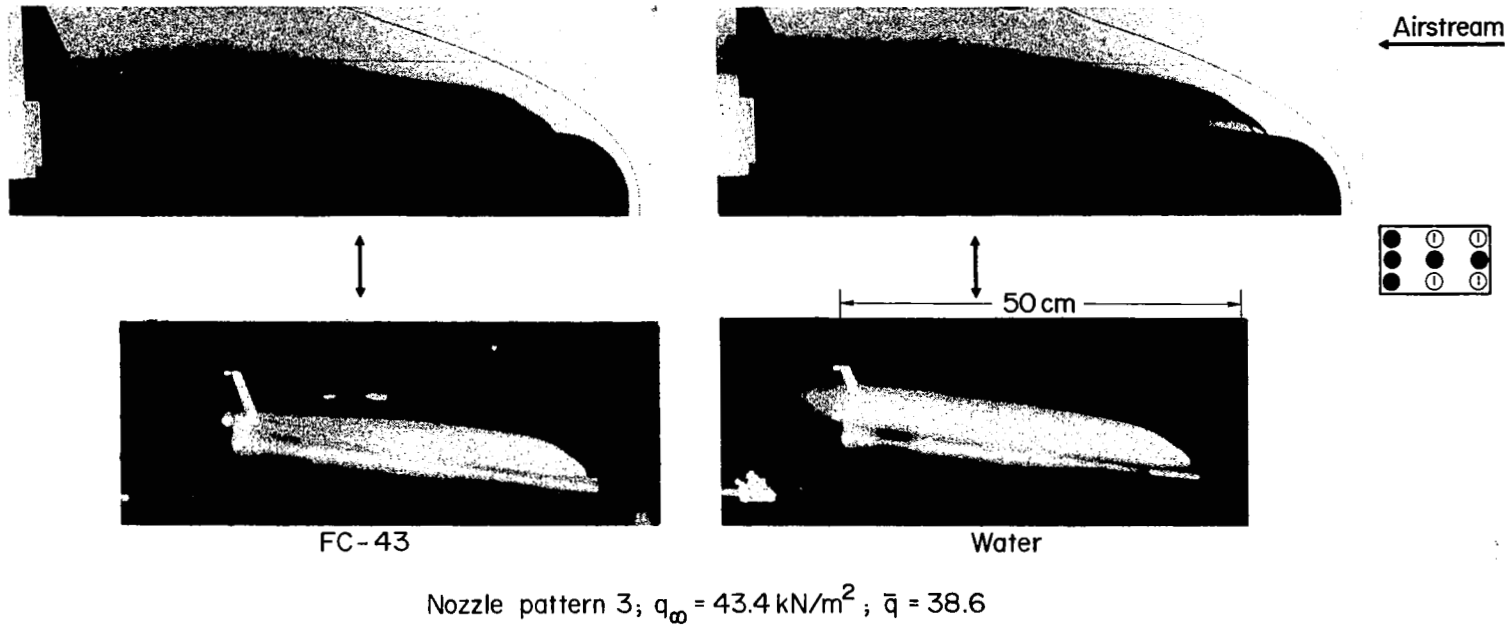 Airstream
50 cm
FC-43
Water
Nozzle pattern 3; q∞ = 43.4 kN/m²; q̄ = 38.6